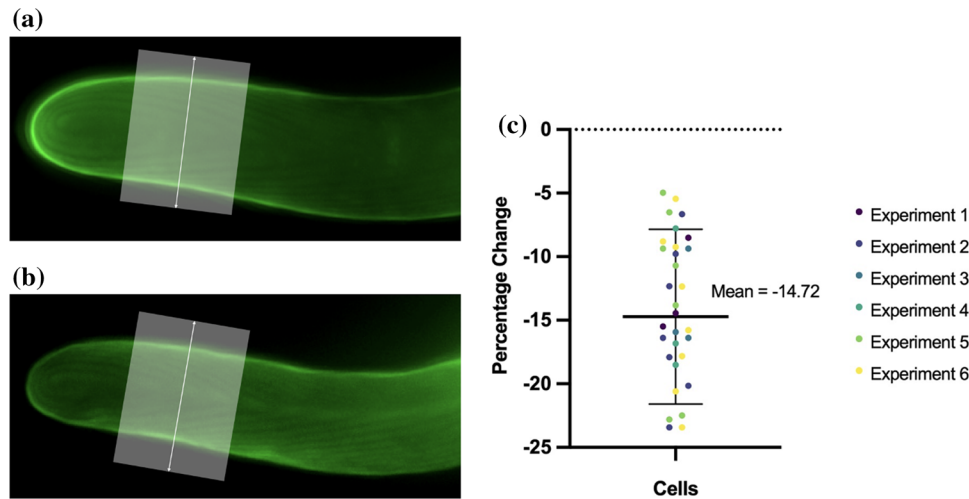 (a)
(b)
(c)
Percentage Change
0
-5
-10
-15
-20
-25
Mean = -14.72
Cells
Experiment 1
Experiment 2
Experiment 3
Experiment 4
Experiment 5
Experiment 6